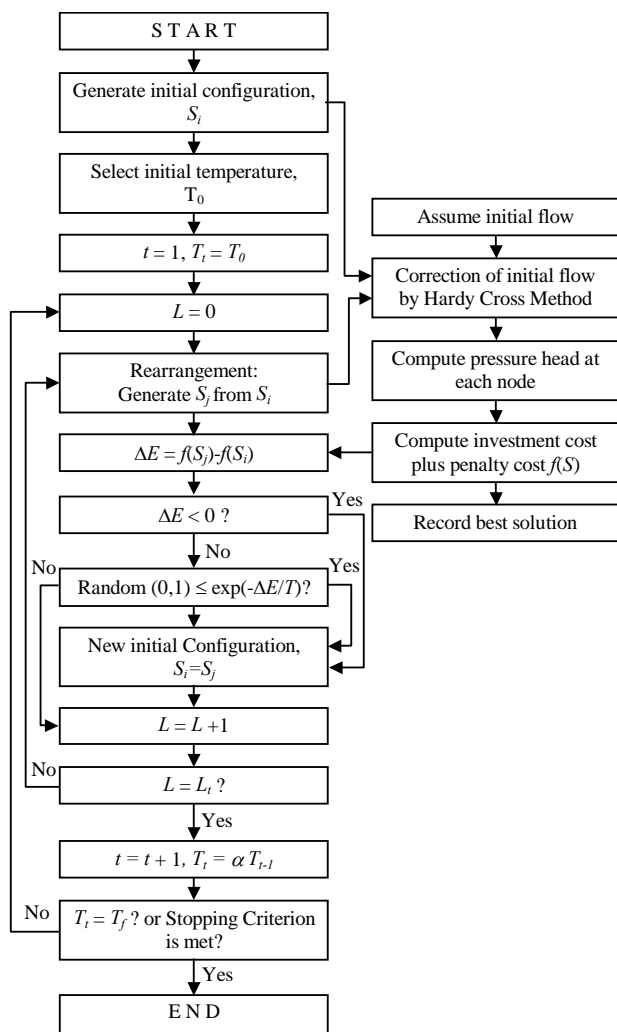 S T A R T
Generate initial configuration,
Si
Select initial temperature,
T0
t = 1, Tt = T0
L = 0
Rearrangement:
Generate Sj from Si
ΔE = f(Sj)-f(Si)
ΔE < 0 ?
Yes
No
Random (0,1) ≤ exp(-ΔE/T)?
No
Yes
New initial Configuration,
Si=Sj
L = L +1
L = Lt ?
No
Yes
t = t + 1, Tt = α Tt-1
Tt = Tf ? or Stopping Criterion
is met?
No
Yes
E N D
Assume initial flow
Correction of initial flow
by Hardy Cross Method
Compute pressure head at
each node
Compute investment cost
plus penalty cost f(S)
Record best solution